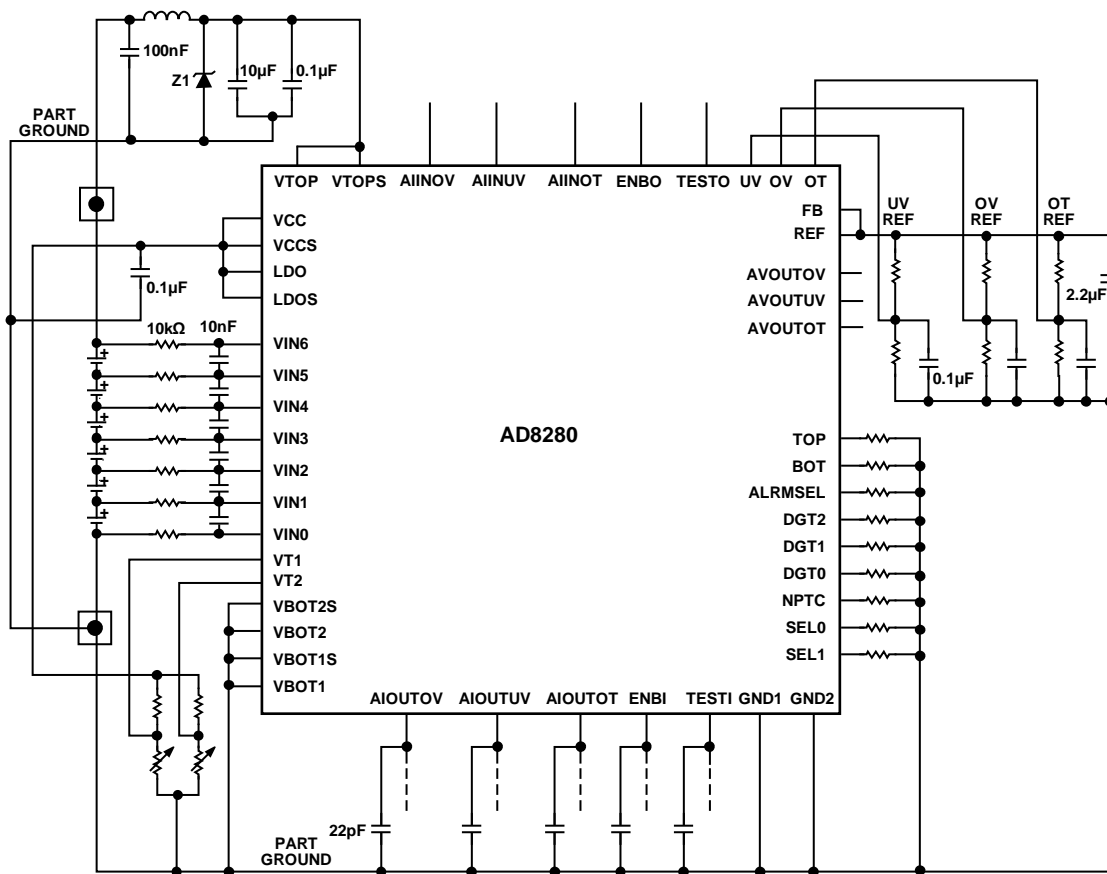 100nF
Z1
10µF
0.1µF
PART
GROUND
VTOP
VTOPS
AIINOV
AIINUV
AIINOT
ENBO
TESTO
UV
OV
OT
VCC
VCCS
LDO
LDOS
0.1µF
10kΩ
10nF
VIN6
VIN5
VIN4
VIN3
VIN2
VIN1
VIN0
VT1
VT2
VBOT2S
VBOT2
VBOT1S
VBOT1
AD8280
FB
REF
AVOUTOV
AVOUTUV
AVOUTOT
UV
REF
OV
REF
OT
REF
2.2µF
0.1µF
TOP
BOT
ALRMSEL
DGT2
DGT1
DGT0
NPTC
SEL0
SEL1
AIOUTOV
AIOUTUV
AIOUTOT
ENBI
TESTI
GND1
GND2
22pF
PART
GROUND
+
+
+
+
+
+